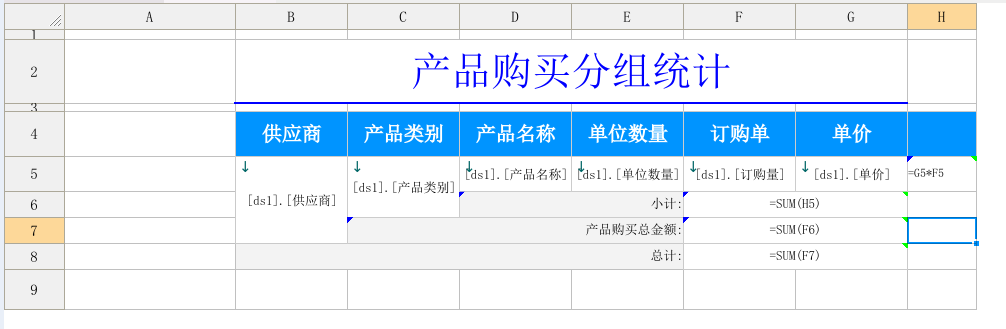 A B C D E F G H
1
2 产品购买分组统计
3
4 供应商 产品类别 产品名称 单位数量 订购单 单价
5 [ds1].[供应商] [ds1].[产品类别] [ds1].[产品名称] [ds1].[单位数量] [ds1].[订购量] [ds1].[单价] =G5*F5
6 小计: =SUM(H5)
7 产品购买总金额: =SUM(F6)
8 总计: =SUM(F7)
9